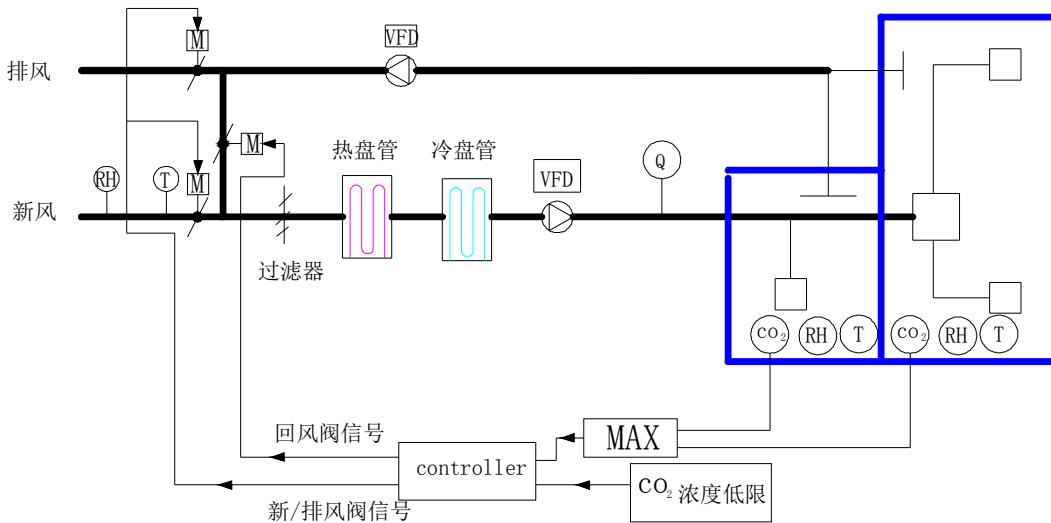 M
VFD
排风
M
热盘管
冷盘管
RH
T
M
VFD
Q
新风
过滤器
CO₂
RH
T
CO₂
RH
T
回风阀信号
MAX
controller
CO₂ 浓度低限
新/排风阀信号